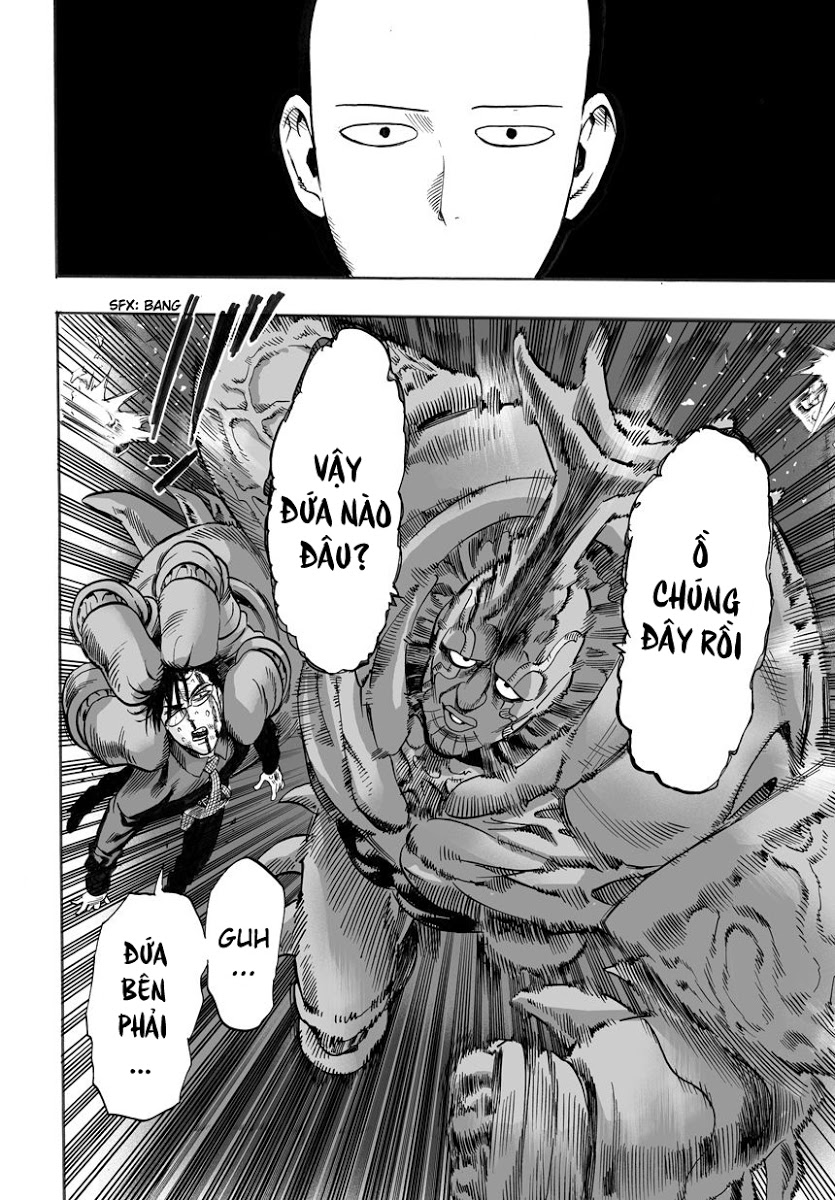 SFX: BANG
Ồ
CHÚNG
ĐÂY RỒI
VẬY
ĐỨA NÀO
ĐÂU?
GUH
...
ĐỨA
BÊN
PHẢI
...